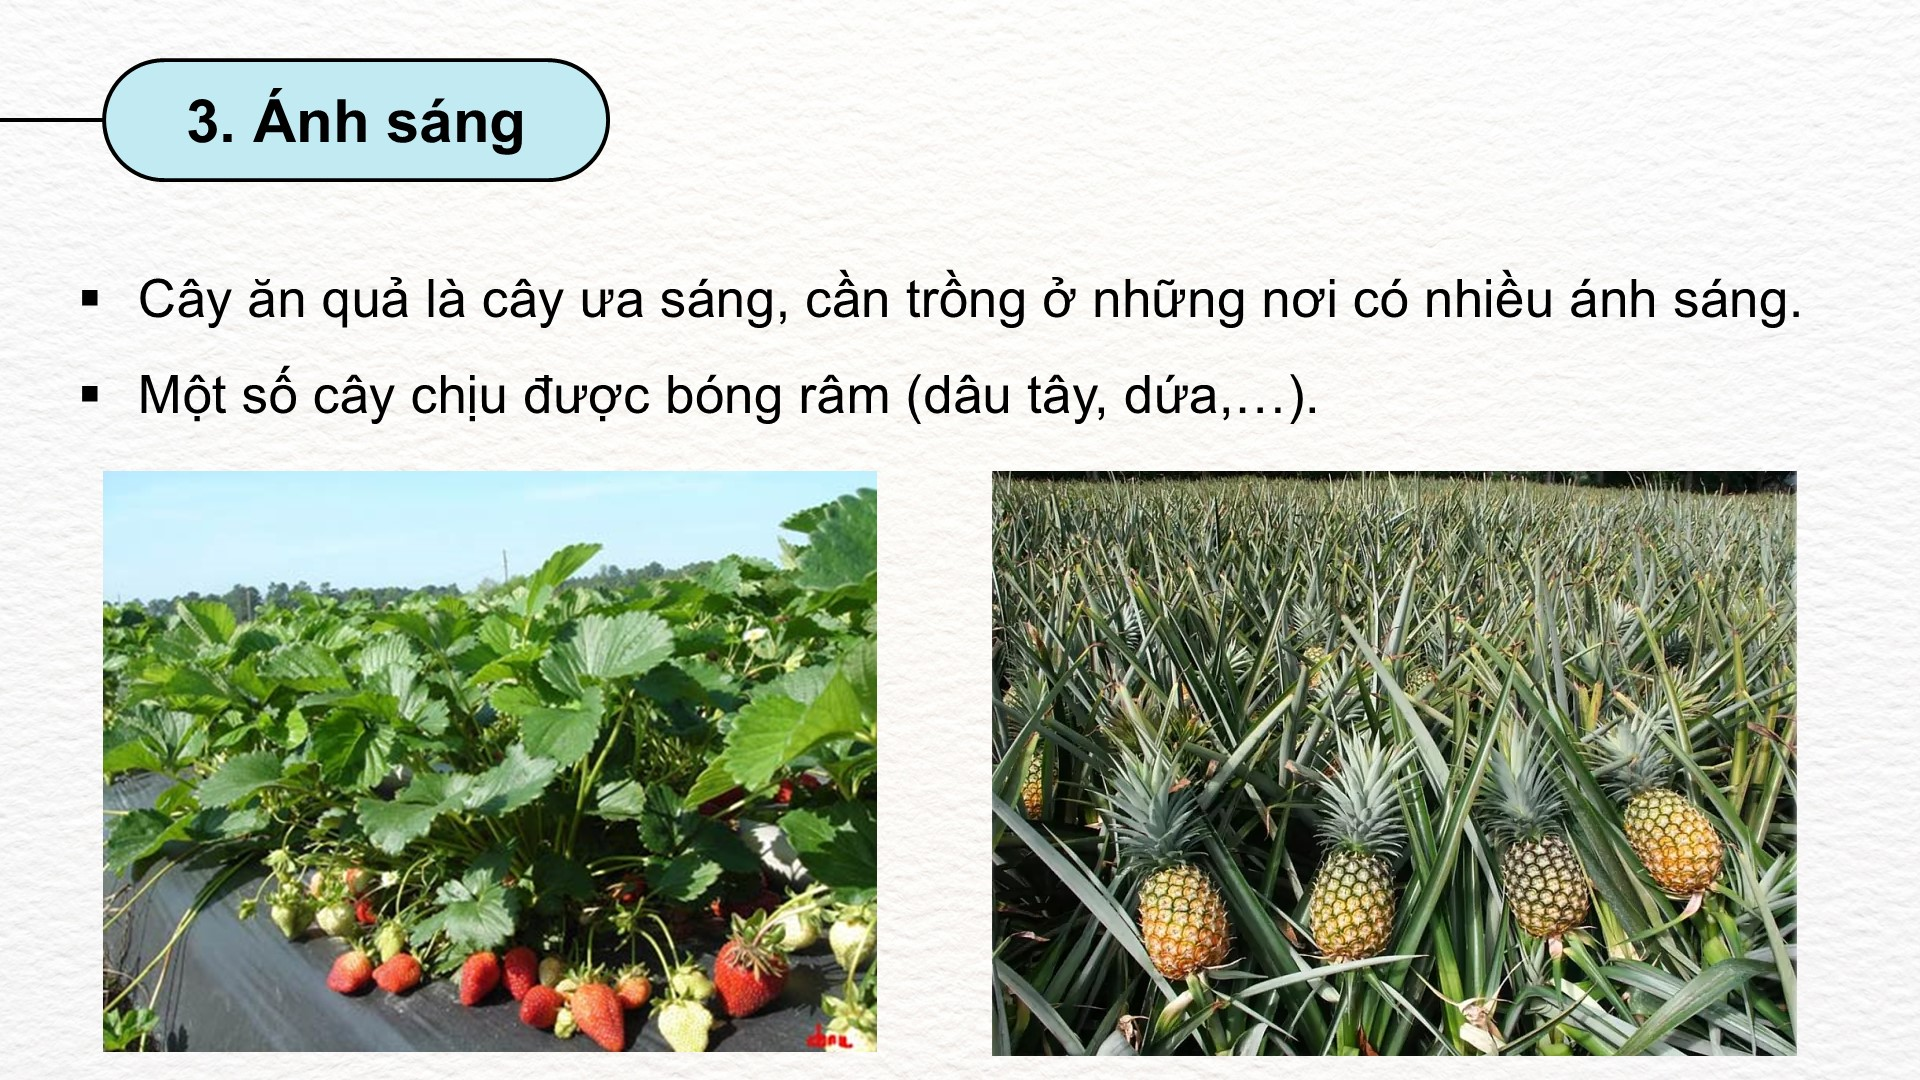 3. Ánh sáng
▪ Cây ăn quả là cây ưa sáng, cần trồng ở những nơi có nhiều ánh sáng.
▪ Một số cây chịu được bóng râm (dâu tây, dứa,…).